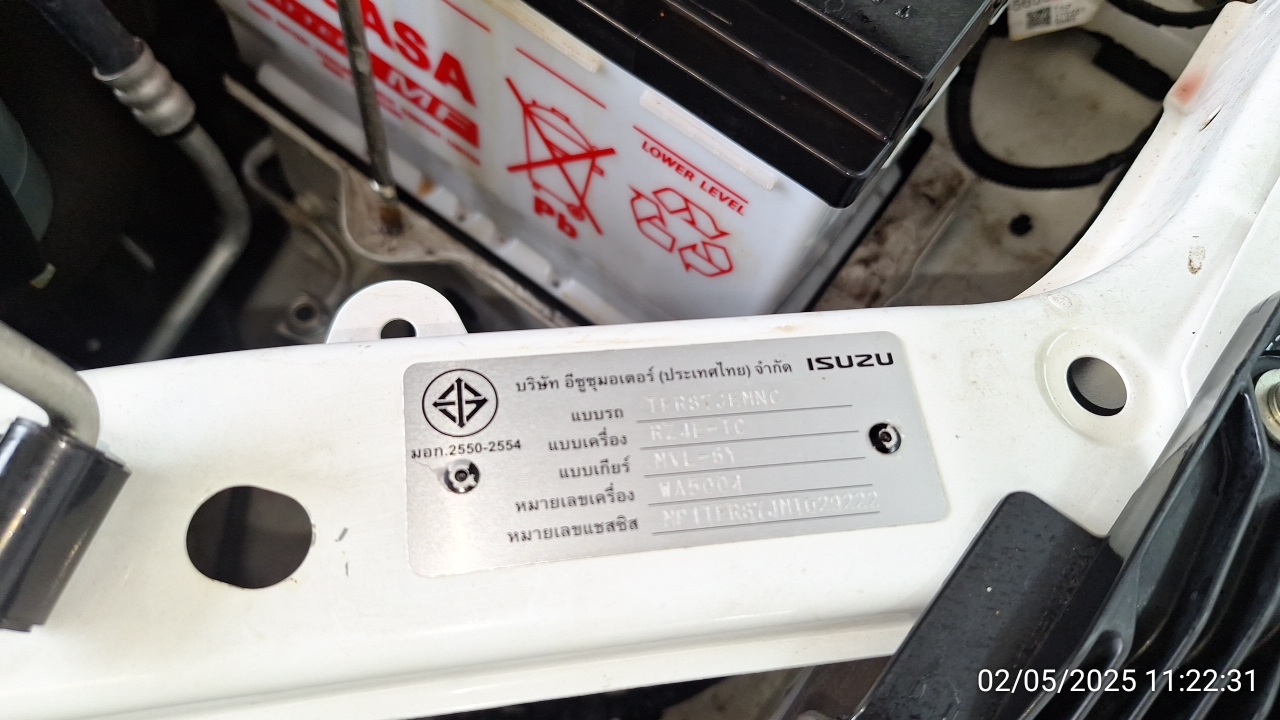 ASA
MF
LOWER LEVEL
Pb
บริษัท อีซูซุมอเตอร์ (ประเทศไทย) จำกัด ISUZU
แบบรถ TFR87JEMNC
มอก.2550-2554
แบบเครื่อง RZ4E-TC
แบบเกียร์ MVL-6Y
หมายเลขเครื่อง WA5004
หมายเลขแชสซิส MP1TFR87JMT629222
02/05/2025 11:22:31